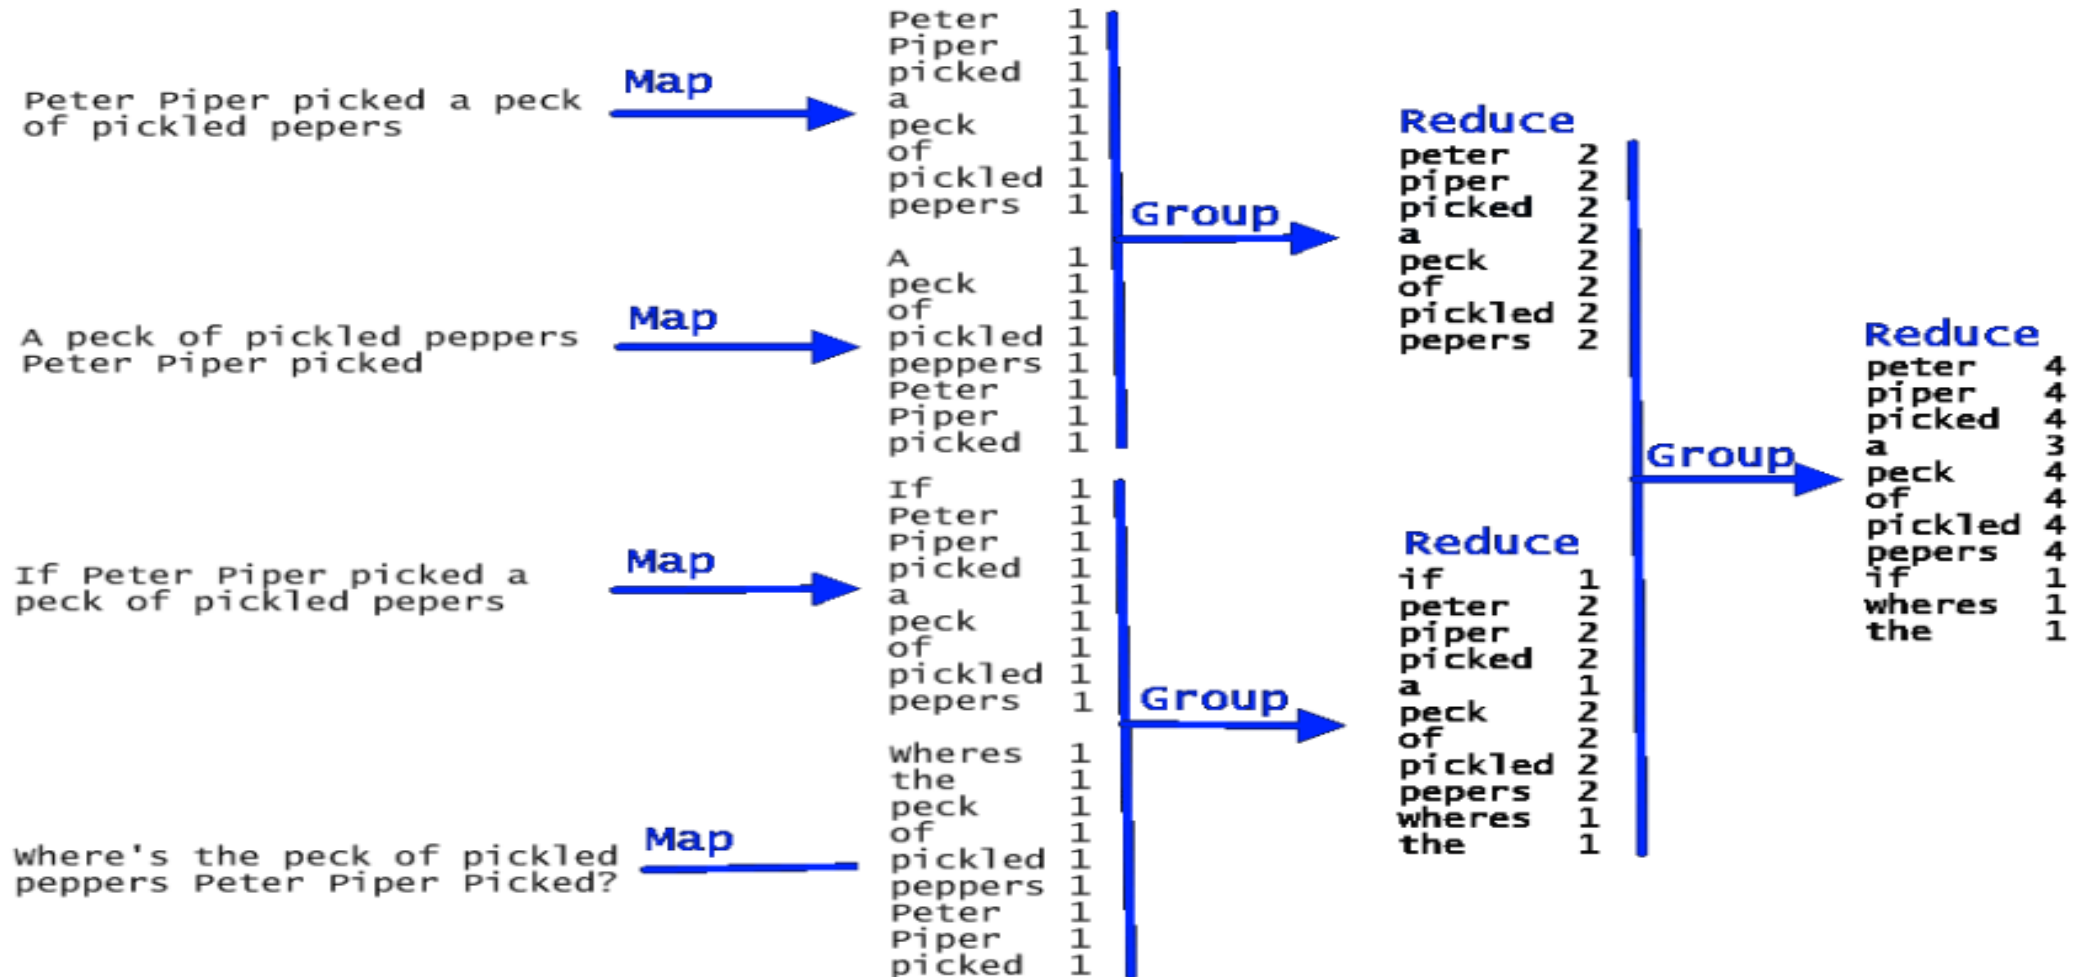 Peter Piper picked a peck
of pickled pepers
Map
Peter 1
Piper 1
picked 1
a 1
peck 1
of 1
pickled 1
pepers 1
A peck of pickled peppers
Peter Piper picked
Map
A 1
peck 1
of 1
pickled 1
peppers 1
Peter 1
Piper 1
picked 1
Group
Reduce
peter 2
piper 2
picked 2
a 2
peck 2
of 2
pickled 2
pepers 2
If Peter Piper picked a
peck of pickled pepers
Map
If 1
Peter 1
Piper 1
picked 1
a 1
peck 1
of 1
pickled 1
pepers 1
Where's the peck of pickled
peppers Peter Piper Picked?
Map
Wheres 1
the 1
peck 1
of 1
pickled 1
peppers 1
Peter 1
Piper 1
picked 1
Group
Reduce
if 1
peter 2
piper 2
picked 2
a 1
peck 2
of 2
pickled 2
pepers 2
wheres 1
the 1
Group
Reduce
peter 4
piper 4
picked 4
a 3
peck 4
of 4
pickled 4
pepers 4
if 1
wheres 1
the 1